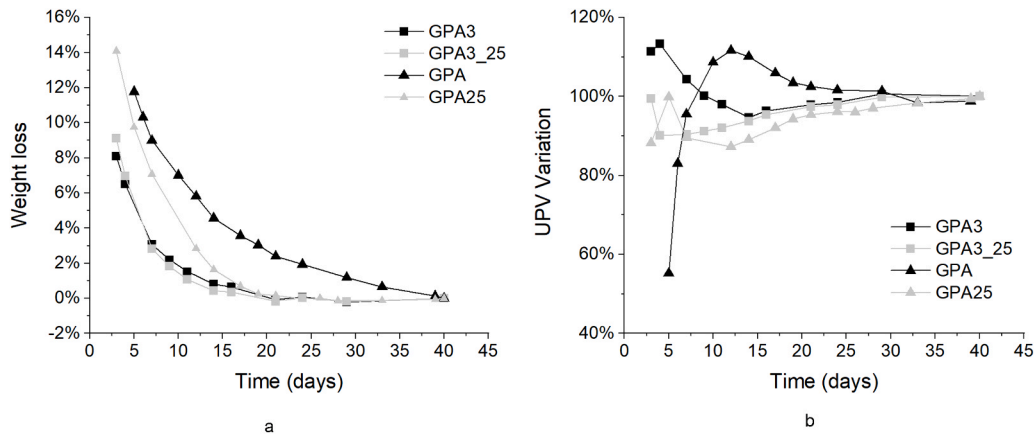 16%
14%
12%
10%
8%
6%
4%
2%
0%
-2%
Weight loss
GPA3
GPA3_25
GPA
GPA25
0 5 10 15 20 25 30 35 40 45
Time (days)
a
120%
100%
80%
60%
40%
UPV Variation
GPA3
GPA3_25
GPA
GPA25
0 5 10 15 20 25 30 35 40 45
Time (days)
b